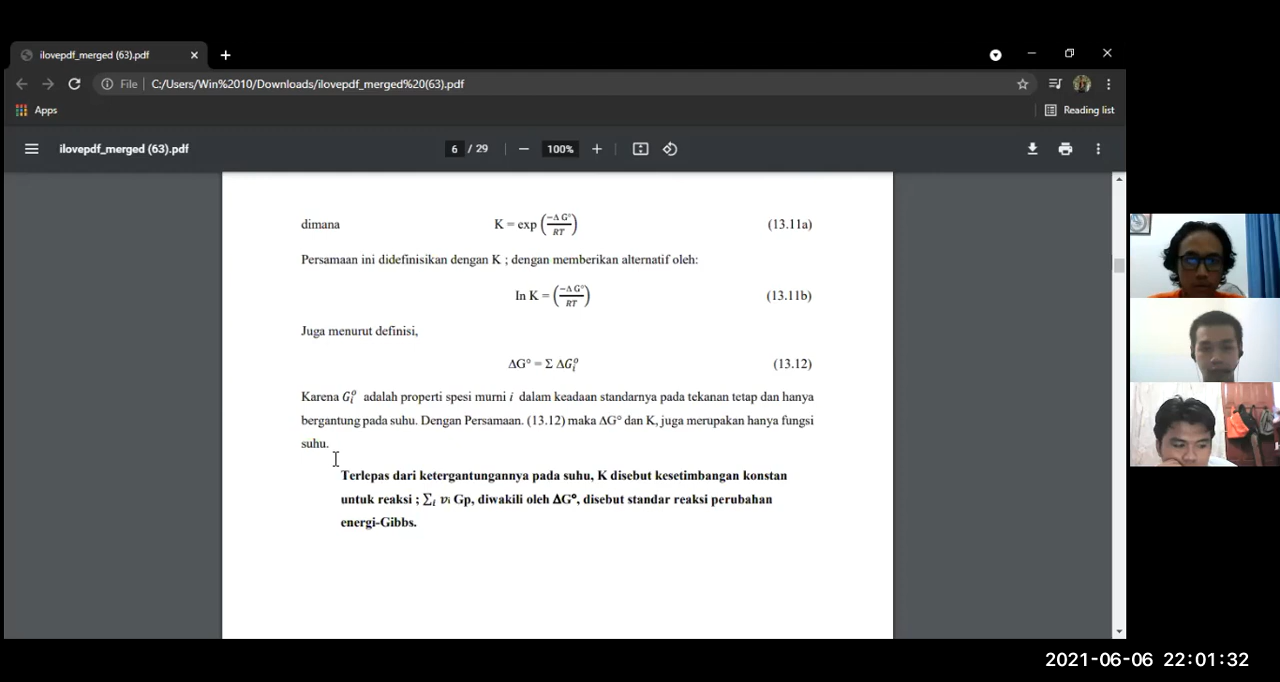 ilovepdf_merged (63).pdf
File C:/Users/Win%2010/Downloads/ilovepdf_merged%20(63).pdf
Apps
Reading list
ilovepdf_merged (63).pdf
6 / 29
100%
dimana K = exp (−Δ G°/RT) (13.11a)
Persamaan ini didefinisikan dengan K ; dengan memberikan alternatif oleh:
In K = (−Δ G°/RT) (13.11b)
Juga menurut definisi,
ΔG° = Σ ΔG_i^o (13.12)
Karena G_i^o adalah properti spesi murni i dalam keadaan standarnya pada tekanan tetap dan hanya
bergantung pada suhu. Dengan Persamaan. (13.12) maka ΔG° dan K, juga merupakan hanya fungsi
suhu.
Terlepas dari ketergantungannya pada suhu, K disebut kesetimbangan konstan
untuk reaksi ; ∑_i vi Gp, diwakili oleh ΔG°, disebut standar reaksi perubahan
energi-Gibbs.
2021-06-06 22:01:32